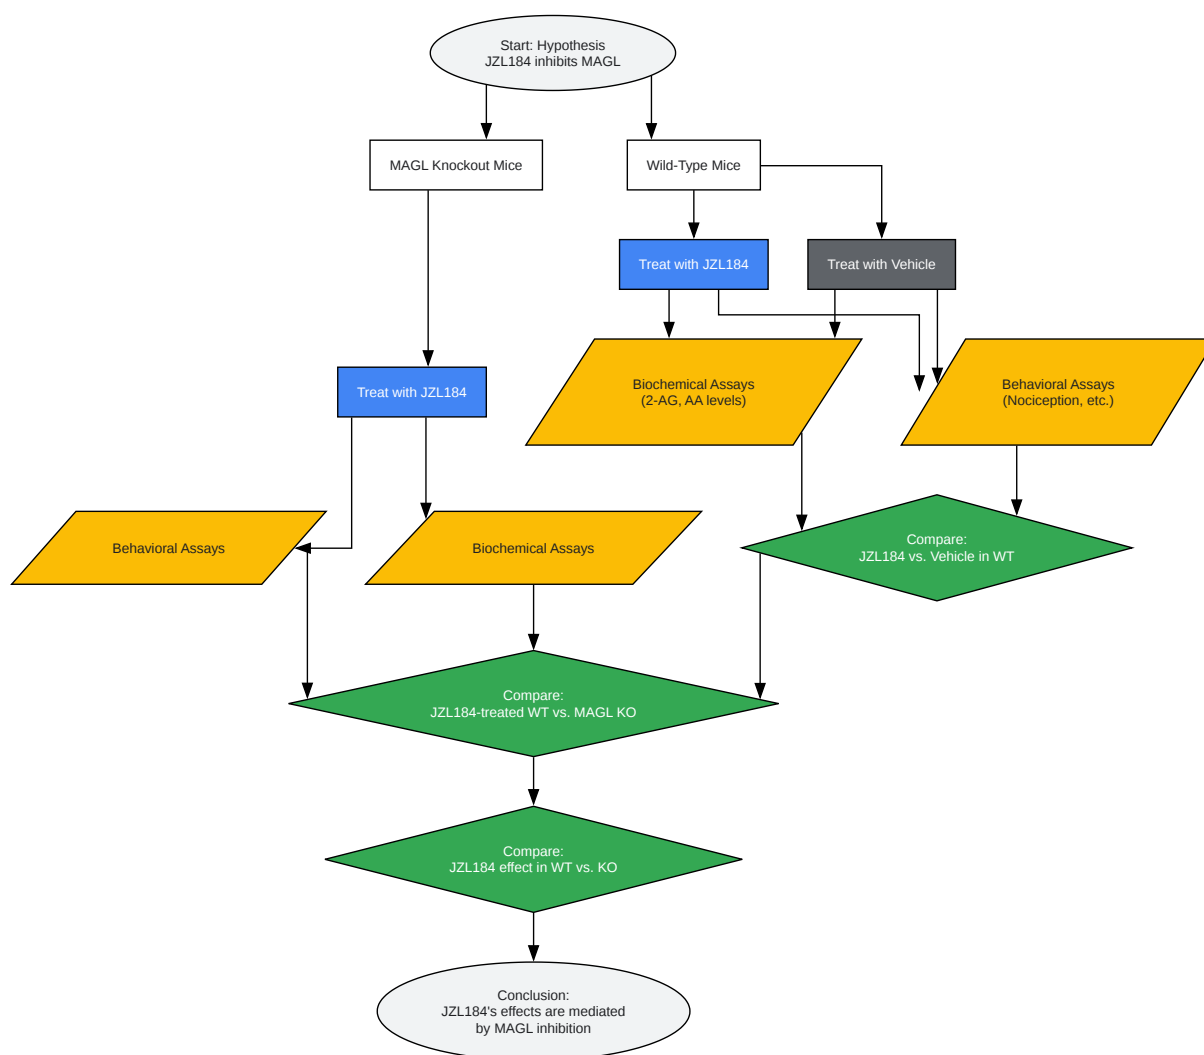 Start: Hypothesis
JZL184 inhibits MAGL
MAGL Knockout Mice
Wild-Type Mice
Treat with JZL184
Treat with Vehicle
Treat with JZL184
Biochemical Assays
(2-AG, AA levels)
Behavioral Assays
(Nociception, etc.)
Behavioral Assays
Biochemical Assays
Compare:
JZL184 vs. Vehicle in WT
Compare:
JZL184-treated WT vs. MAGL KO
Compare:
JZL184 effect in WT vs. KO
Conclusion:
JZL184's effects are mediated
by MAGL inhibition